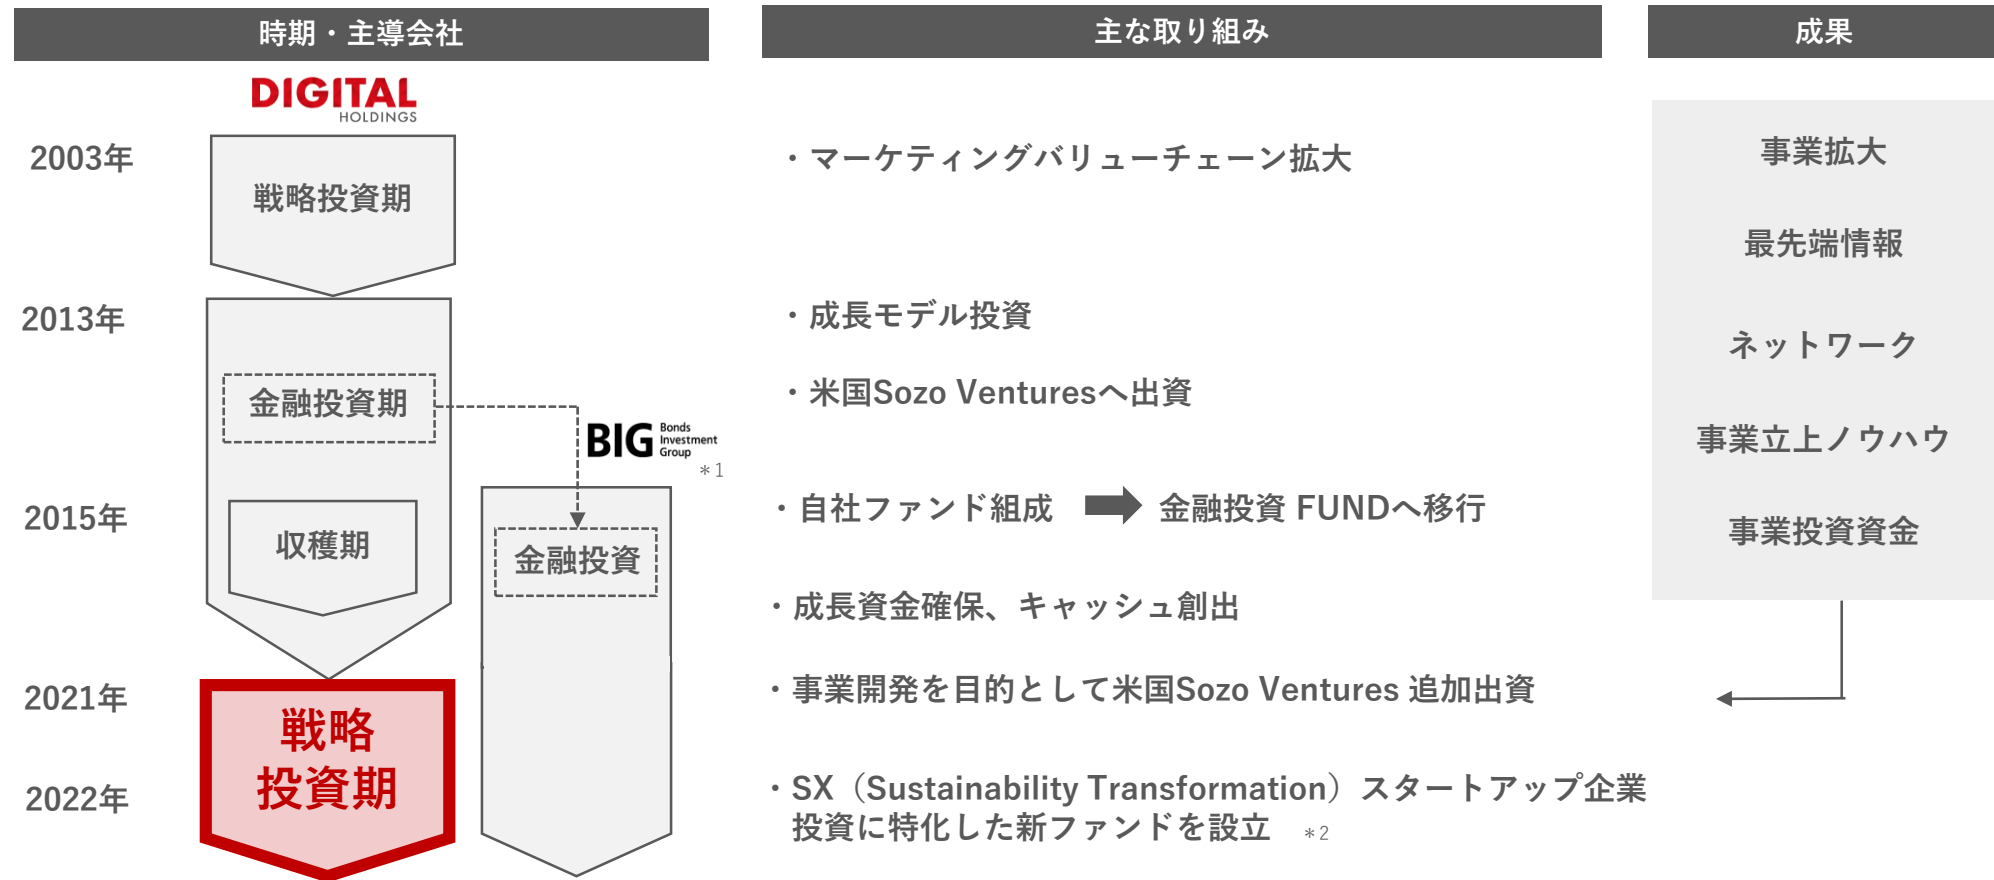 時期・主導会社
主な取り組み
成果
DIGITAL
HOLDINGS
2003年
戦略投資期
・マーケティングバリューチェーン拡大
事業拡大
最先端情報
2013年
・成長モデル投資
ネットワーク
金融投資期
・米国Sozo Venturesへ出資
BIG Bonds
Investment
Group
＊1
事業立上ノウハウ
2015年
収穫期
金融投資
・自社ファンド組成 金融投資 FUNDへ移行
事業投資資金
・成長資金確保、キャッシュ創出
2021年
・事業開発を目的として米国Sozo Ventures 追加出資
戦略
投資期
2022年
・SX（Sustainability Transformation）スタートアップ企業
投資に特化した新ファンドを設立 ＊2